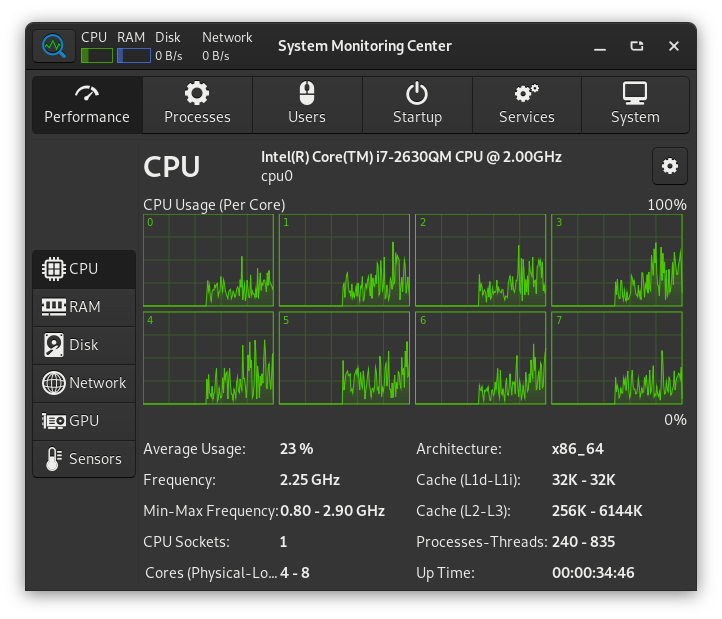 CPU RAM Disk Network
0 B/s 0 B/s
System Monitoring Center
Performance Processes Users Startup Services System
CPU
Intel(R) Core(TM) i7-2630QM CPU @ 2.00GHz
cpu0
CPU Usage (Per Core) 100%
0 1 2 3
4 5 6 7
0%
CPU
RAM
Disk
Network
GPU
Sensors
Average Usage: 23 % Architecture: x86_64
Frequency: 2.25 GHz Cache (L1d-L1i): 32K - 32K
Min-Max Frequency: 0.80 - 2.90 GHz Cache (L2-L3): 256K - 6144K
CPU Sockets: 1 Processes-Threads: 240 - 835
Cores (Physical-Lo... 4 - 8 Up Time: 00:00:34:46